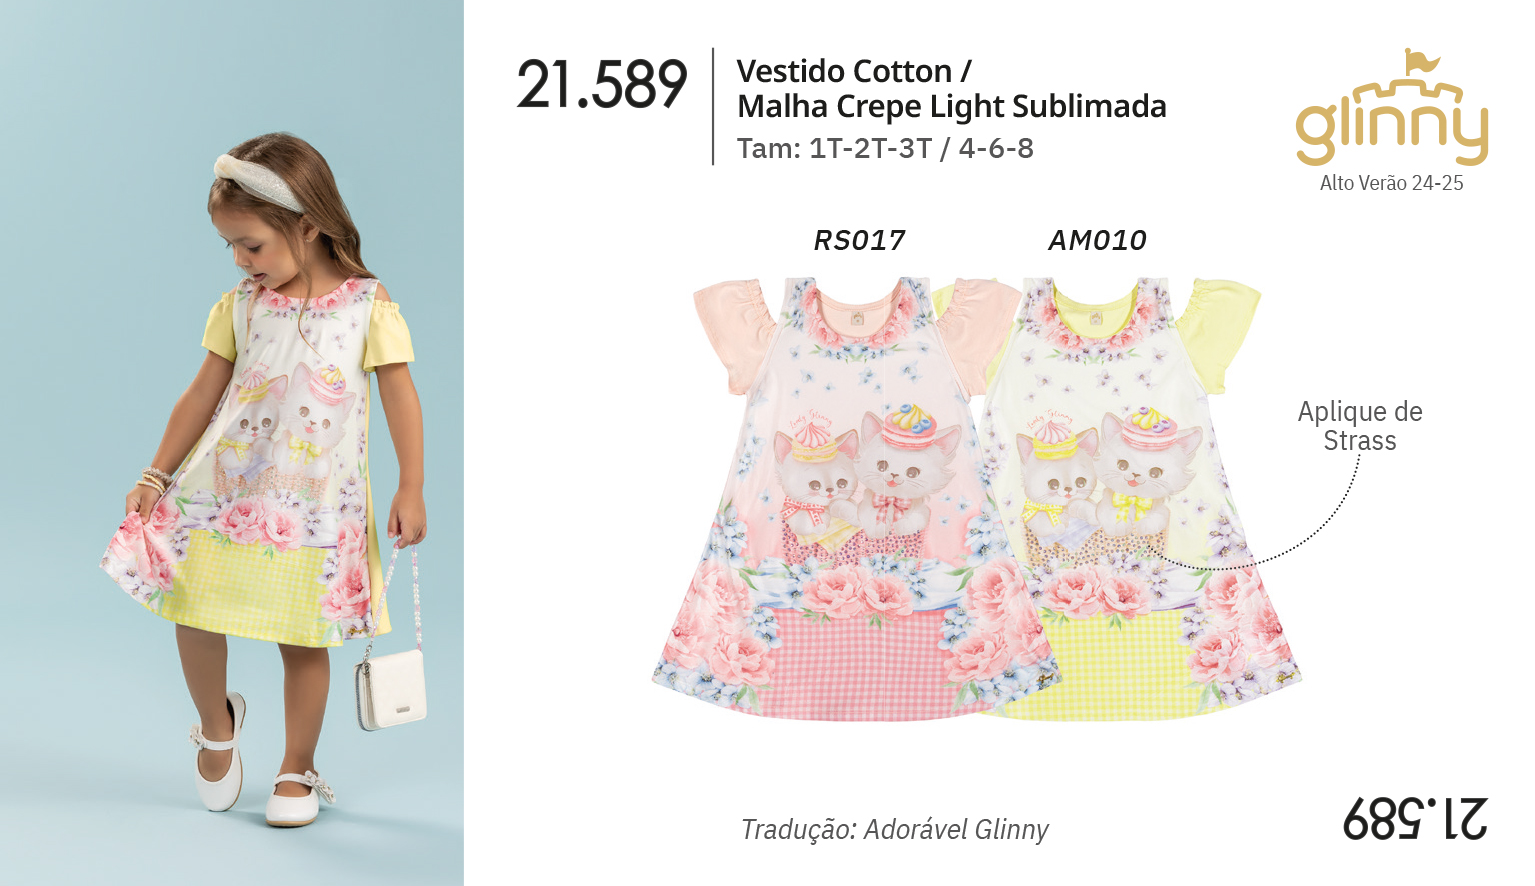 21.589
Vestido Cotton /
Malha Crepe Light Sublimada
Tam: 1T-2T-3T / 4-6-8
glinny
Alto Verão 24-25
RS017
AM010
Aplique de
Strass
Tradução: Adorável Glinny
21.589